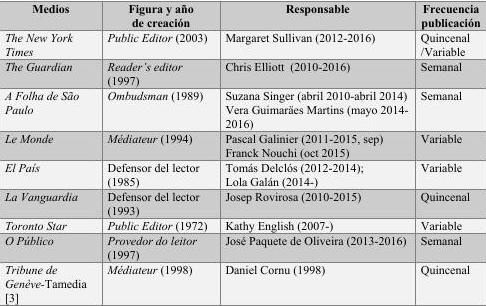 Medios Figura y año de creación Responsable Frecuencia publicación
The New York Times Public Editor (2003) Margaret Sullivan (2012-2016) Quincenal /Variable
The Guardian Reader's editor (1997) Chris Elliott (2010-2016) Semanal
A Folha de São Paulo Ombudsman (1989) Suzana Singer (abril 2010-abril 2014) Vera Guimarães Martins (mayo 2014-2016) Semanal
Le Monde Médiateur (1994) Pascal Galinier (2011-2015, sep) Franck Nouchi (oct 2015) Variable
El País Defensor del lector (1985) Tomás Delclós (2012-2014); Lola Galán (2014-) Variable
La Vanguardia Defensor del lector (1993) Josep Rovirosa (2010-2015) Quincenal
Toronto Star Public Editor (1972) Kathy English (2007-) Variable
O Público Provedor do leitor (1997) José Paquete de Oliveira (2013-2016) Semanal
Tribune de Genève-Tamedia [3] Médiateur (1998) Daniel Cornu (1998) Quincenal